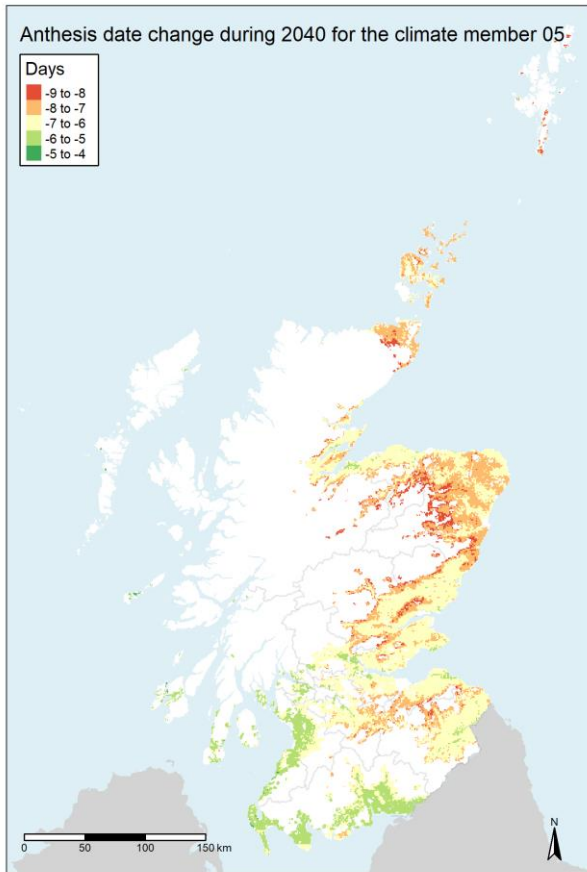 Anthesis date change during 2040 for the climate member 05
Days
-9 to -8
-8 to -7
-7 to -6
-6 to -5
-5 to -4
0 50 100 150 km
N